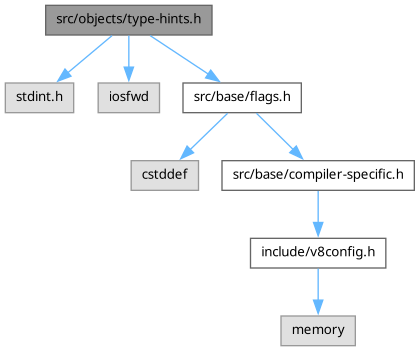 src/objects/type-hints.h
stdint.h
iosfwd
src/base/flags.h
cstddef
src/base/compiler-specific.h
include/v8config.h
memory